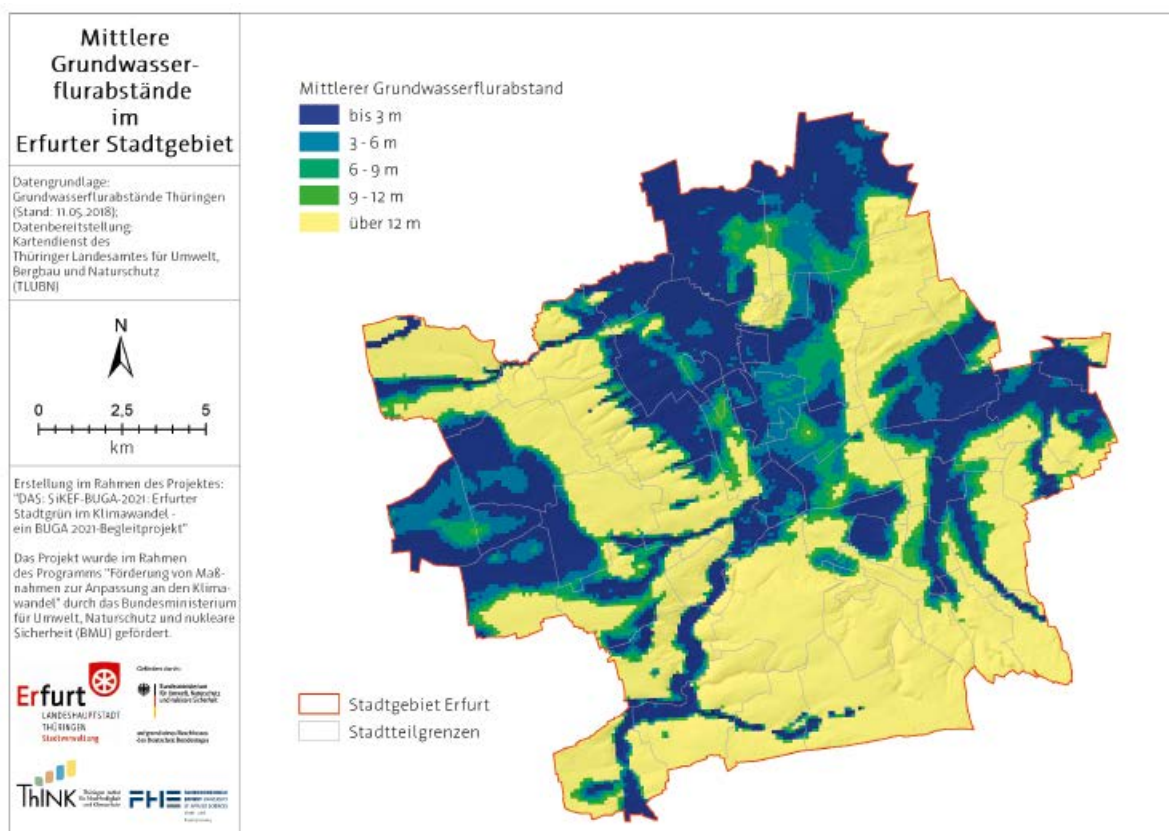 Mittlere
Grundwasser-
flurabstände
im
Erfurter Stadtgebiet
Datengrundlage:
Grundwasserflurabstände Thüringen
(Stand: 11.05.2018);
Datenbereitstellung:
Kartendienst des
Thüringer Landesamtes für Umwelt,
Bergbau und Naturschutz
(TLUBN)
N
0 2,5 5
km
Erstellung im Rahmen des Projektes:
"DAS: SiKEF-BUGA-2021: Erfurter
Stadtgrün im Klimawandel -
ein BUGA 2021-Begleitprojekt"
Das Projekt wurde im Rahmen
des Programms "Förderung von Maß-
nahmen zur Anpassung an den Klima-
wandel" durch das Bundesministerium
für Umwelt, Naturschutz und nukleare
Sicherheit (BMU) gefördert.
Erfurt
LANDESHAUPTSTADT
THÜRINGEN
Stadtverwaltung
Gefördert durch:
Bundesministerium
für Umwelt, Naturschutz
und nukleare Sicherheit
aufgrund eines Beschlusses
des Deutschen Bundestages
ThINK
FHE
Mittlerer Grundwasserflurabstand
bis 3 m
3 - 6 m
6 - 9 m
9 - 12 m
über 12 m
Stadtgebiet Erfurt
Stadtteilgrenzen